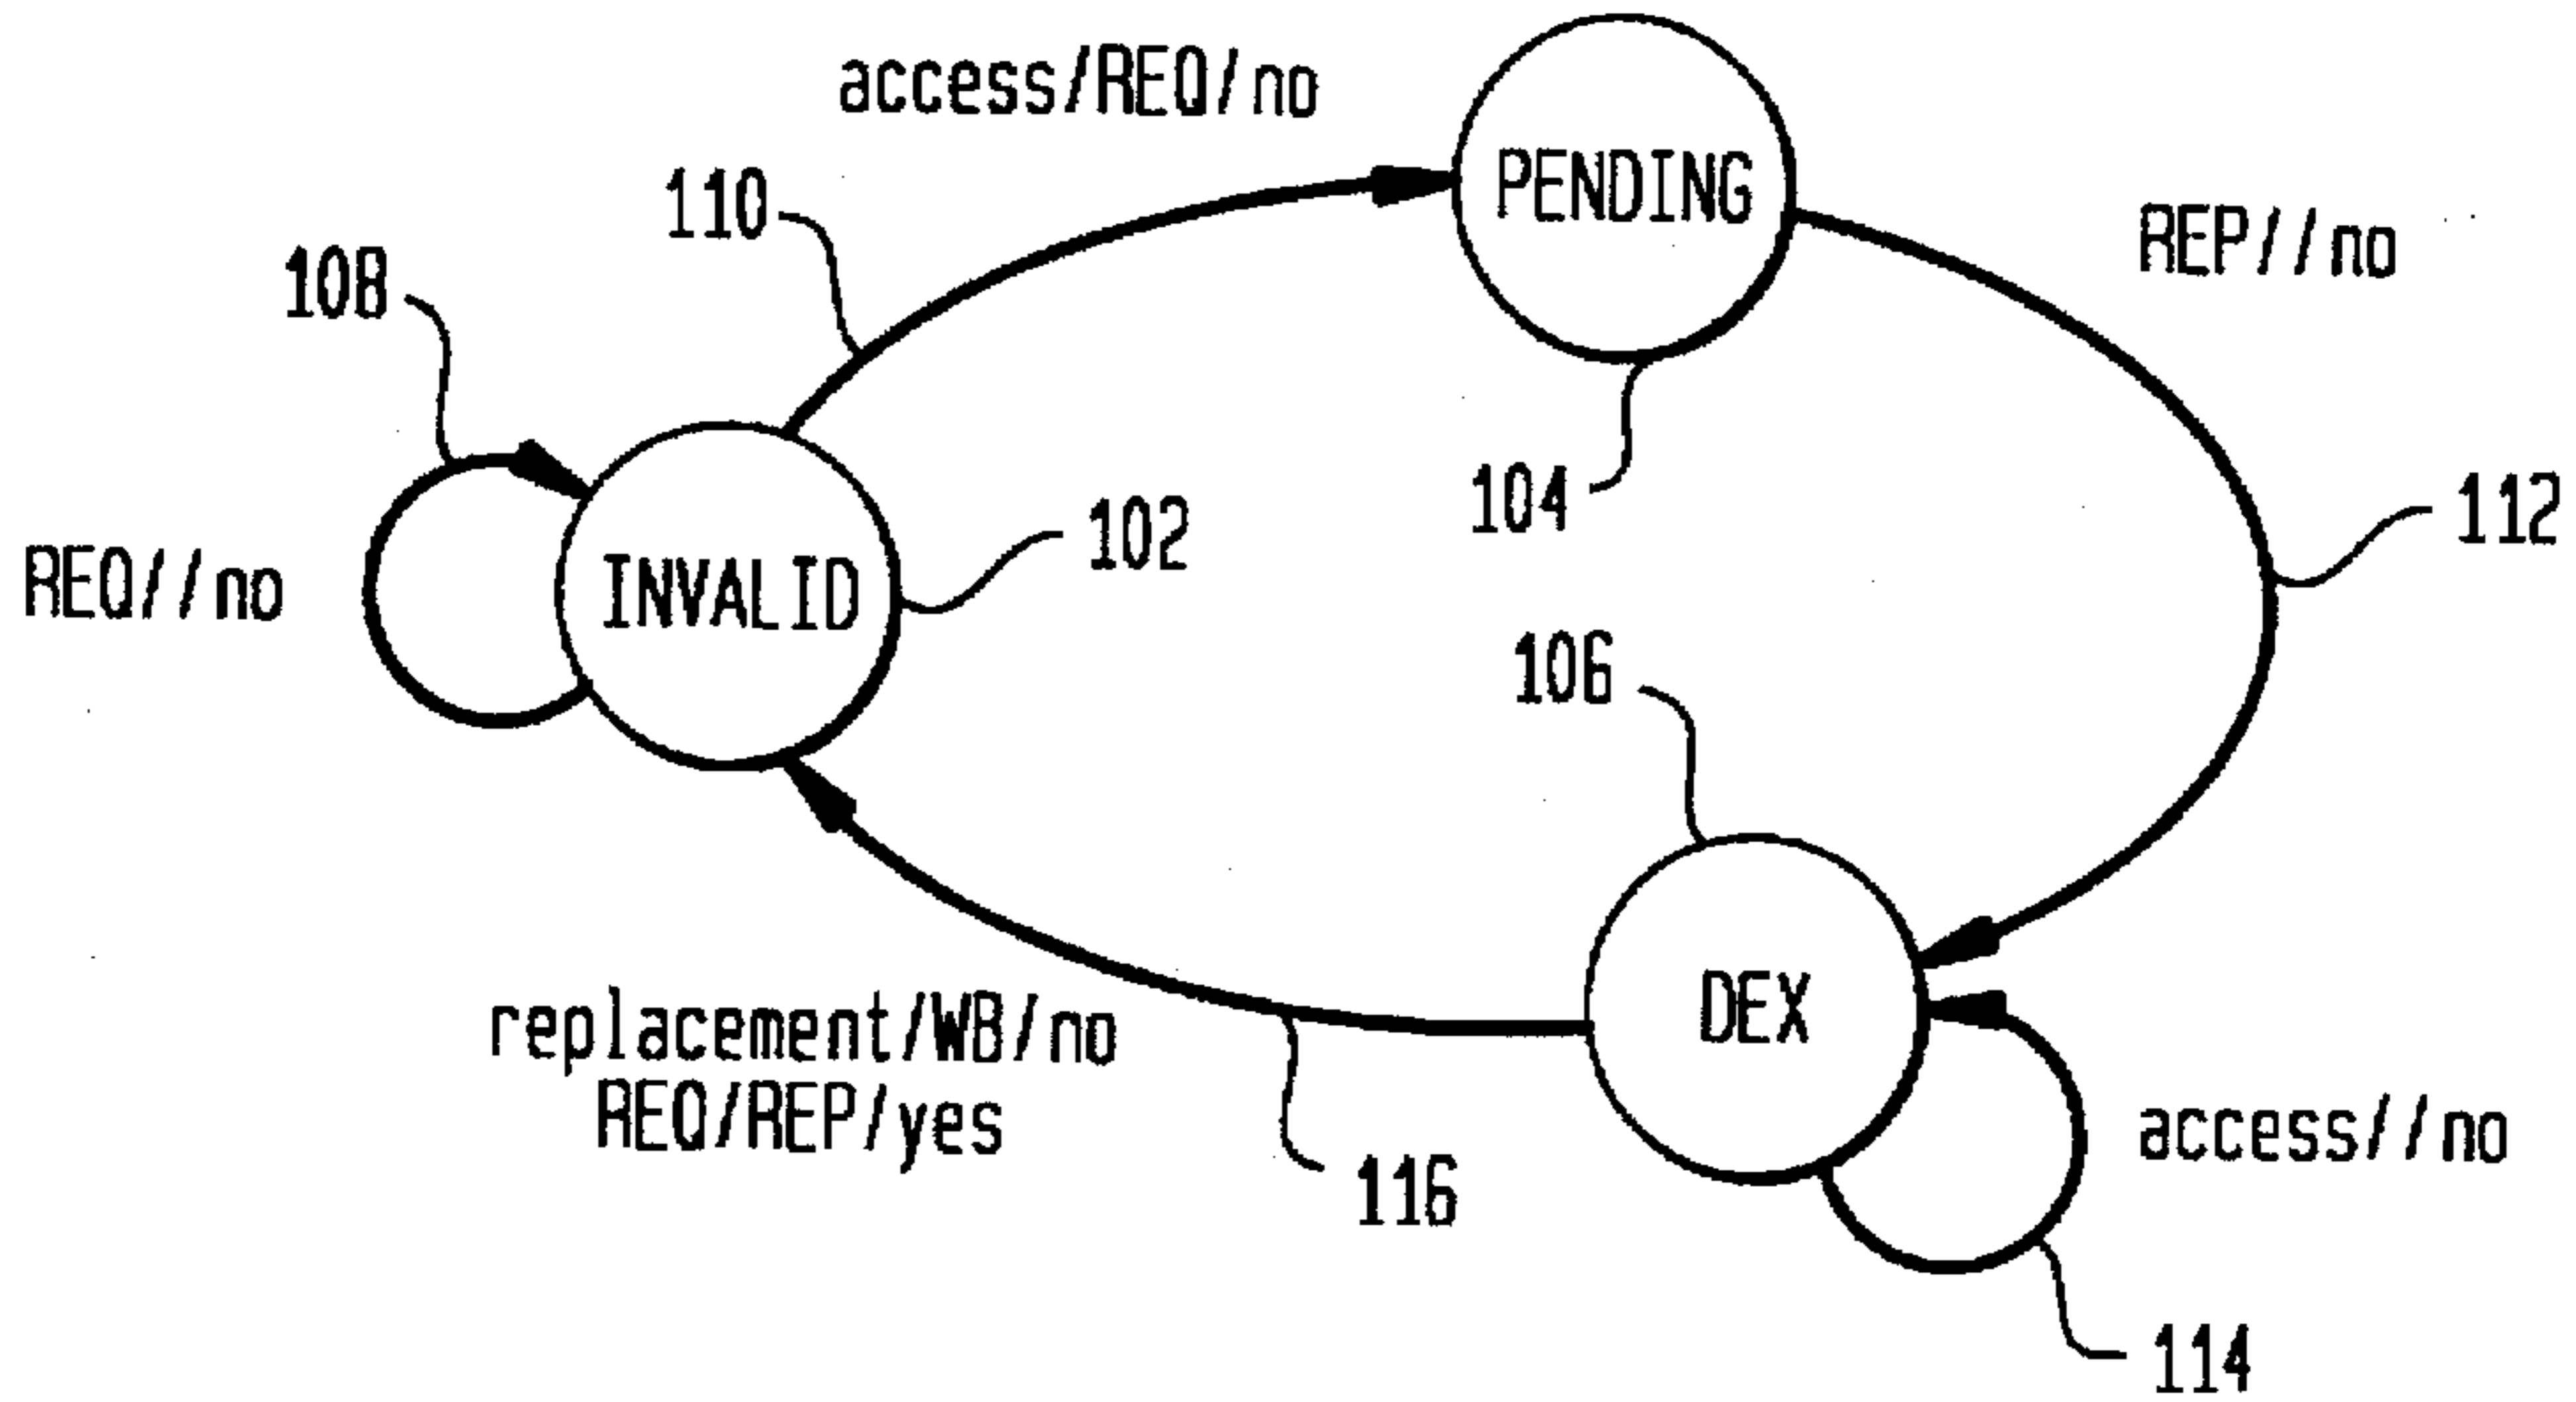 access/REQ/no
PENDING
110
REP//no
108
104
112
102
REQ//no
INVALID
106
DEX
replacement/WB/no
REQ/REP/yes
access//no
116
114